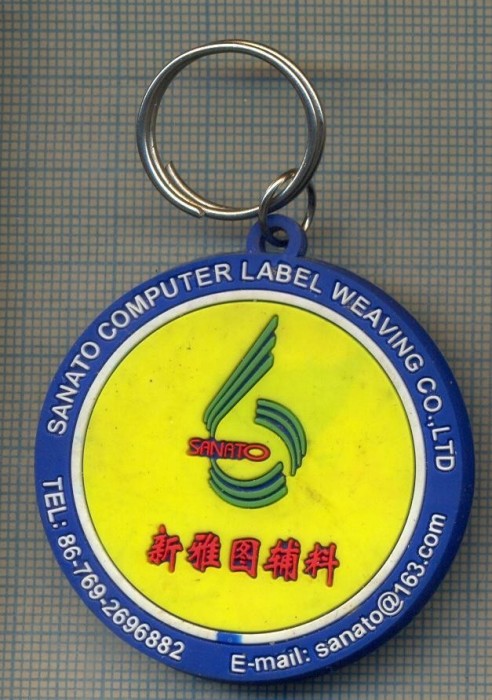 SANATO COMPUTER LABEL WEAVING CO.,LTD
SANATO
新雅图辅料
TEL: 86-769-2696882
E-mail: sanato@163.com